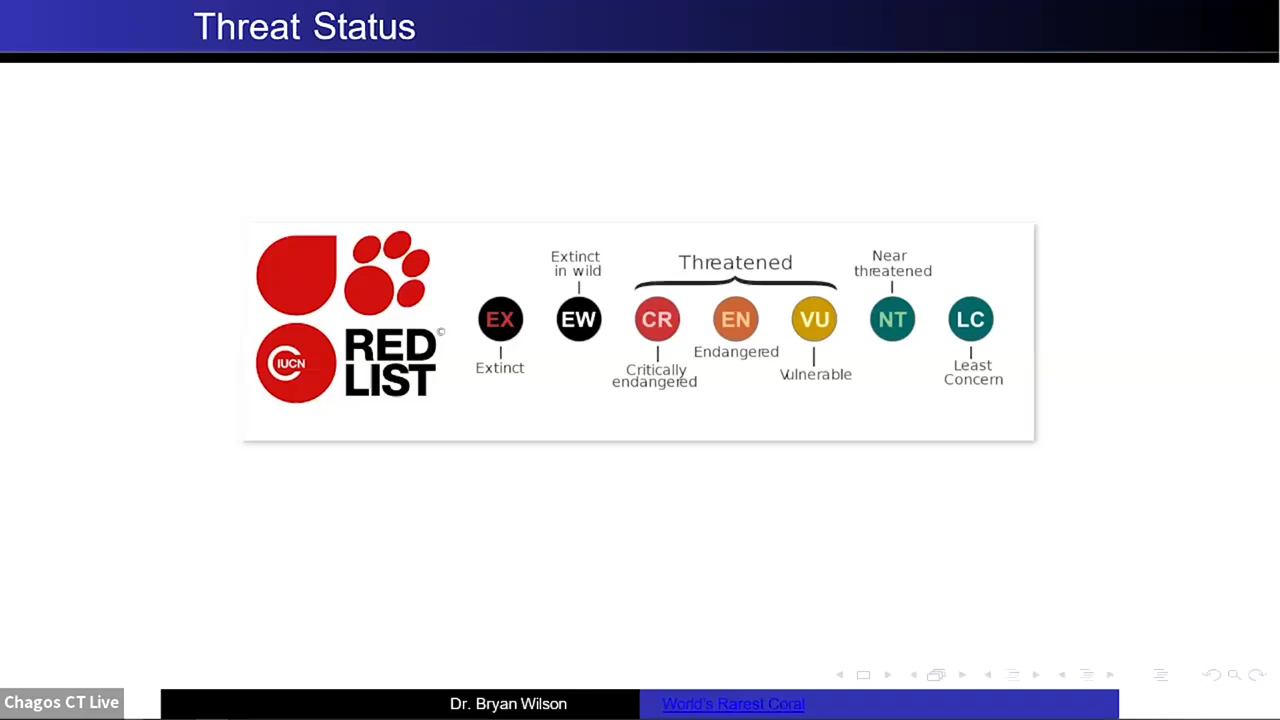 Threat Status
IUCN
RED
LIST
©
Extinct
in wild
Threatened
Near
threatened
EX
EW
CR
EN
VU
NT
LC
Extinct
Critically
endangered
Endangered
Vulnerable
Least
Concern
Chagos CT Live
Dr. Bryan Wilson
World's Rarest Coral